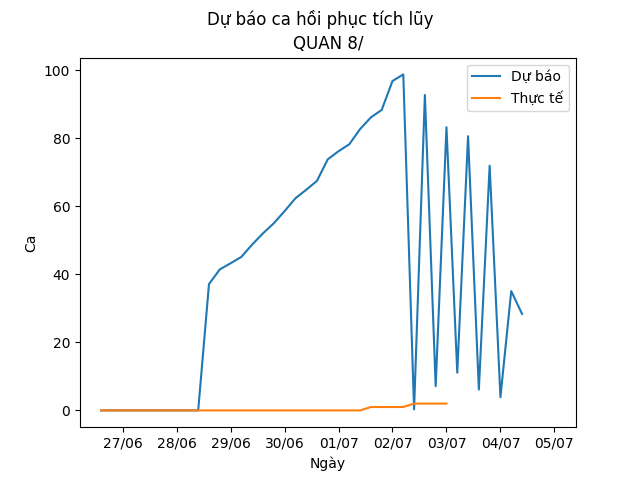 Dự báo ca hồi phục tích lũy
QUAN 8/
Dự báo
Thực tế
100
80
60
40
20
0
Ca
27/06 28/06 29/06 30/06 01/07 02/07 03/07 04/07 05/07
Ngày